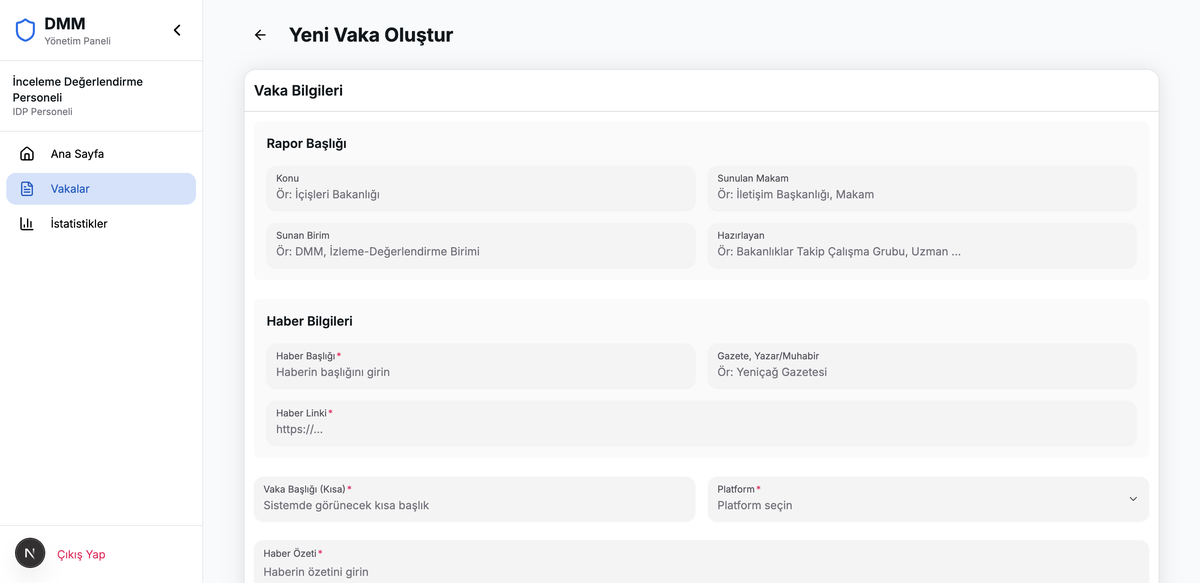 DMM
Yönetim Paneli
İnceleme Değerlendirme
Personeli
IDP Personeli
Ana Sayfa
Vakalar
İstatistikler
N
Çıkış Yap
Yeni Vaka Oluştur
Vaka Bilgileri
Rapor Başlığı
Konu
Ör: İçişleri Bakanlığı
Sunulan Makam
Ör: İletişim Başkanlığı, Makam
Sunan Birim
Ör: DMM, İzleme-Değerlendirme Birimi
Hazırlayan
Ör: Bakanlıklar Takip Çalışma Grubu, Uzman ...
Haber Bilgileri
Haber Başlığı*
Haberin başlığını girin
Gazete, Yazar/Muhabir
Ör: Yeniçağ Gazetesi
Haber Linki*
https://...
Vaka Başlığı (Kısa)*
Sistemde görünecek kısa başlık
Platform*
Platform seçin
Haber Özeti*
Haberin özetini girin